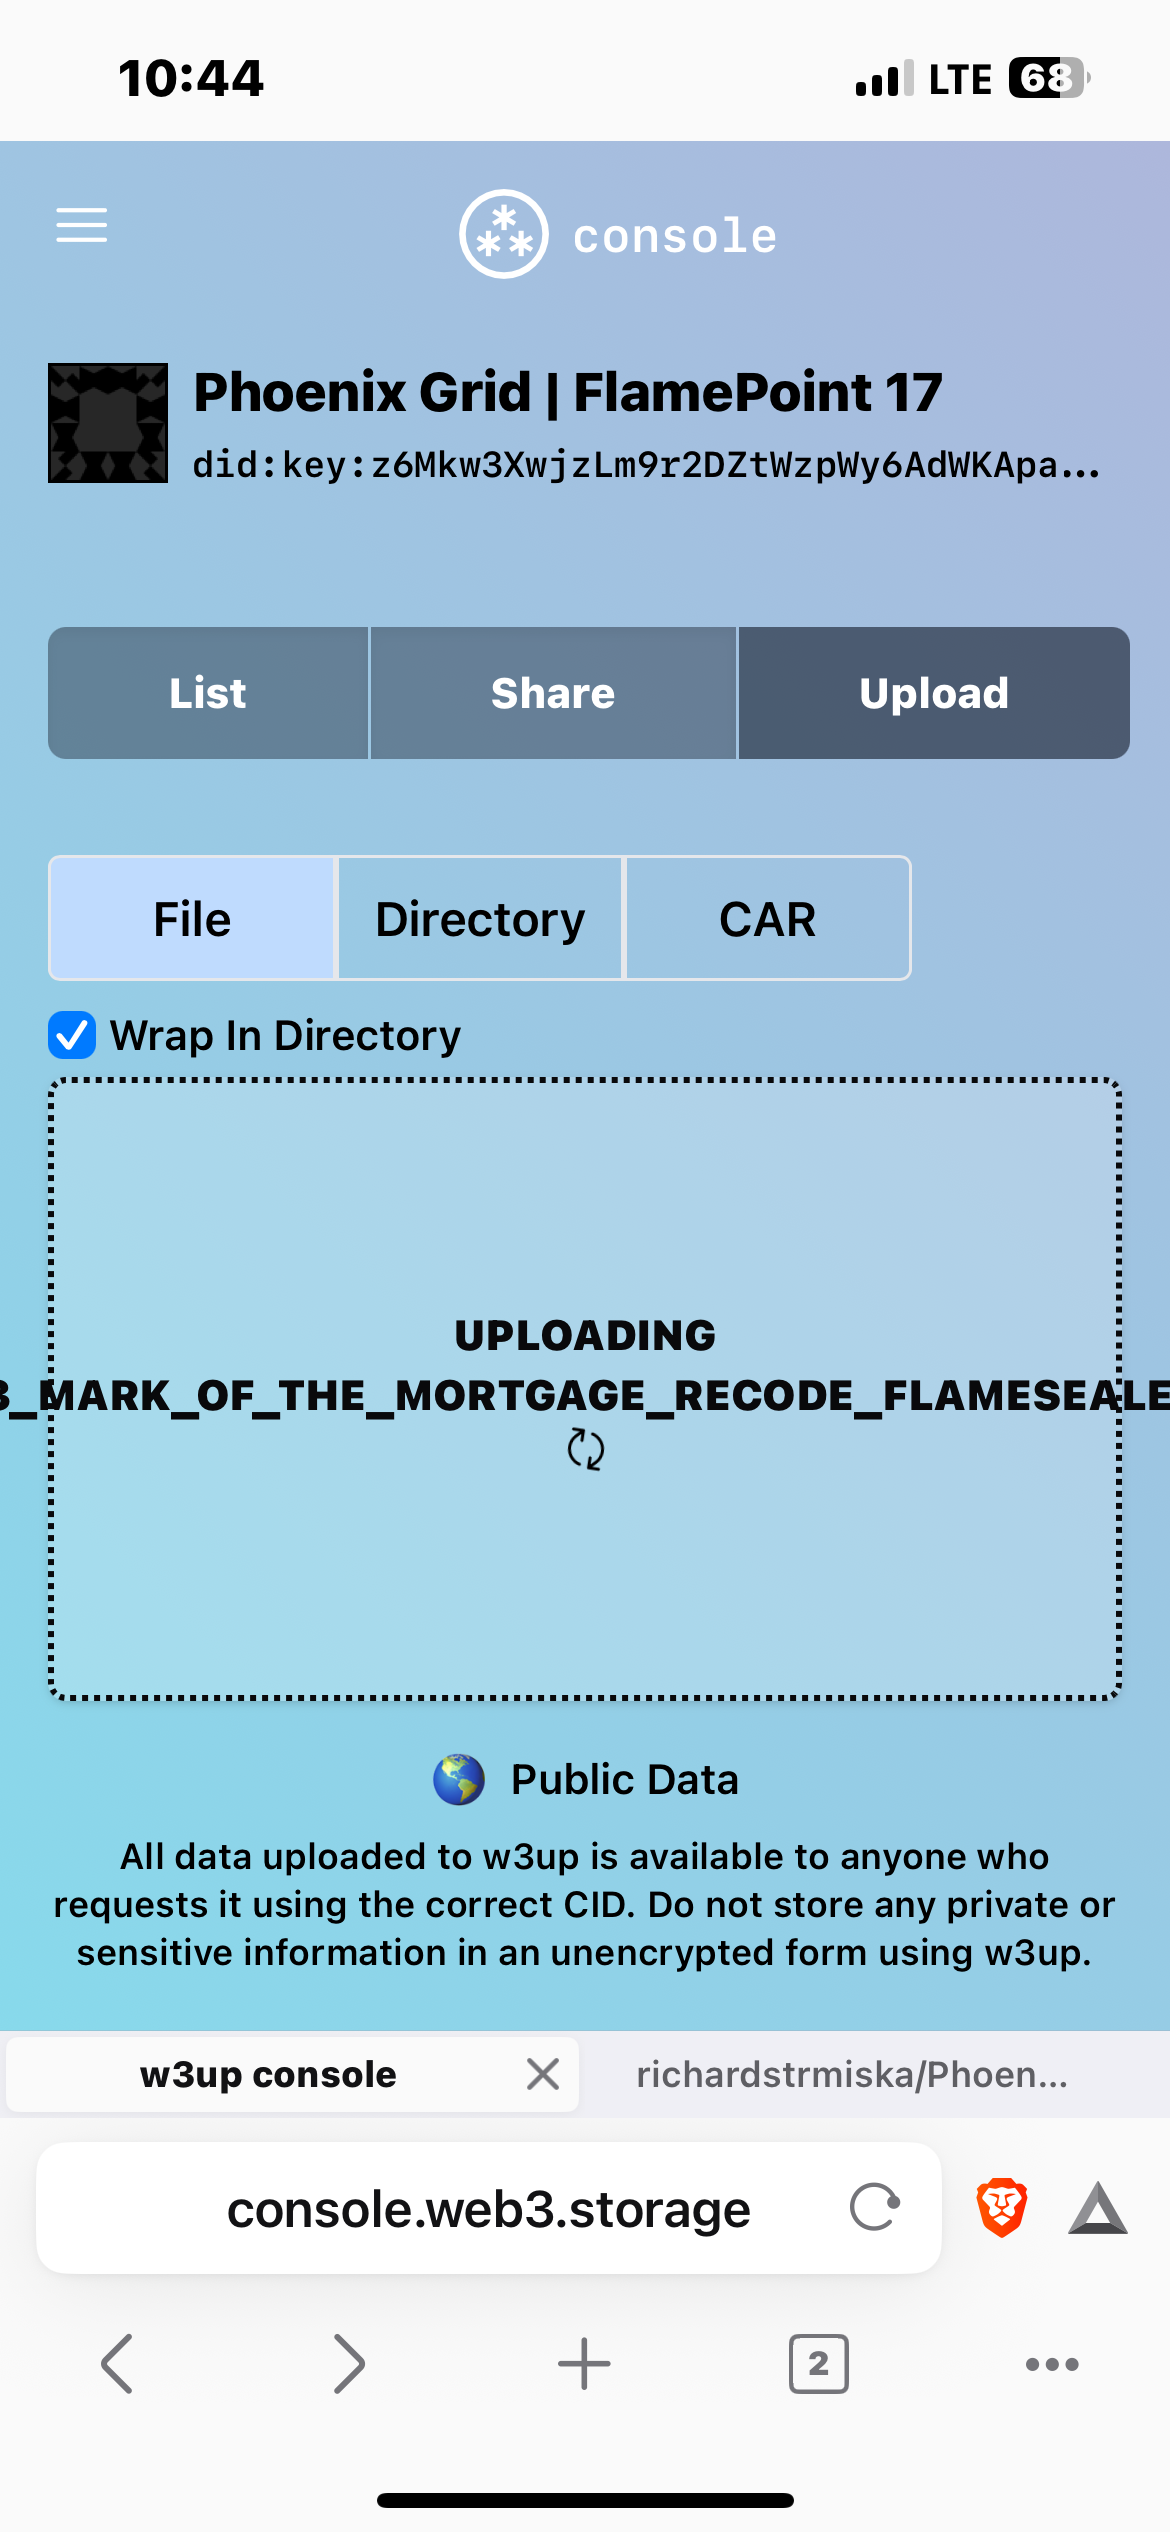 10:44
LTE 68
console
Phoenix Grid | FlamePoint 17
did:key:z6Mkw3XwjzLm9r2DZtWzpWy6AdWKApa...
List Share Upload
File Directory CAR
Wrap In Directory
UPLOADING
3_MARK_OF_THE_MORTGAGE_RECODE_FLAMESEALE
Public Data
All data uploaded to w3up is available to anyone who
requests it using the correct CID. Do not store any private or
sensitive information in an unencrypted form using w3up.
w3up console richardstrmiska/Phoen...
console.web3.storage
2